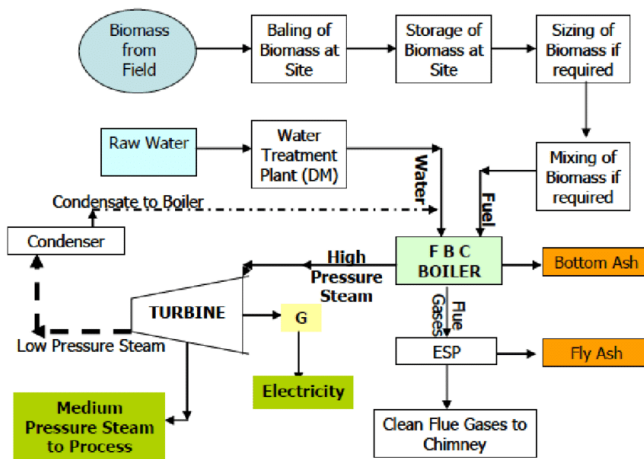 Biomass
from
Field
Baling of
Biomass at
Site
Storage of
Biomass at
Site
Sizing of
Biomass if
required
Raw Water
Water
Treatment
Plant (DM)
Water
Fuel
Mixing of
Biomass if
required
Condensate to Boiler
Condenser
High
Pressure
Steam
F B C
BOILER
Bottom Ash
TURBINE
G
Flue
Gases
ESP
Fly Ash
Low Pressure Steam
Electricity
Medium
Pressure Steam
to Process
Clean Flue Gases to
Chimney